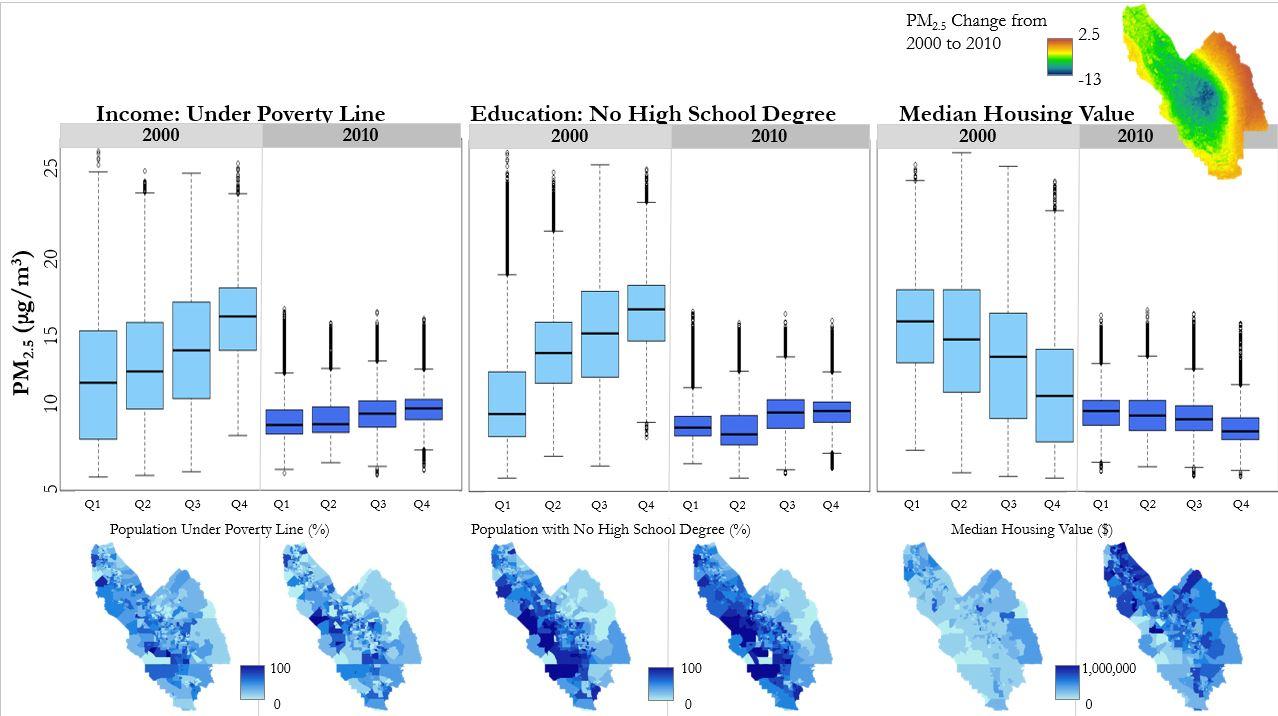 PM2.5 Change from
2000 to 2010
2.5
-13
Income: Under Poverty Line
Education: No High School Degree
Median Housing Value
2000
2010
2000
2010
2000
2010
PM2.5 (µg/m³)
25
20
15
10
5
Q1 Q2 Q3 Q4 Q1 Q2 Q3 Q4
Q1 Q2 Q3 Q4 Q1 Q2 Q3 Q4
Q1 Q2 Q3 Q4 Q1 Q2 Q3 Q4
Population Under Poverty Line (%)
Population with No High School Degree (%)
Median Housing Value ($)
100
0
100
0
1,000,000
0